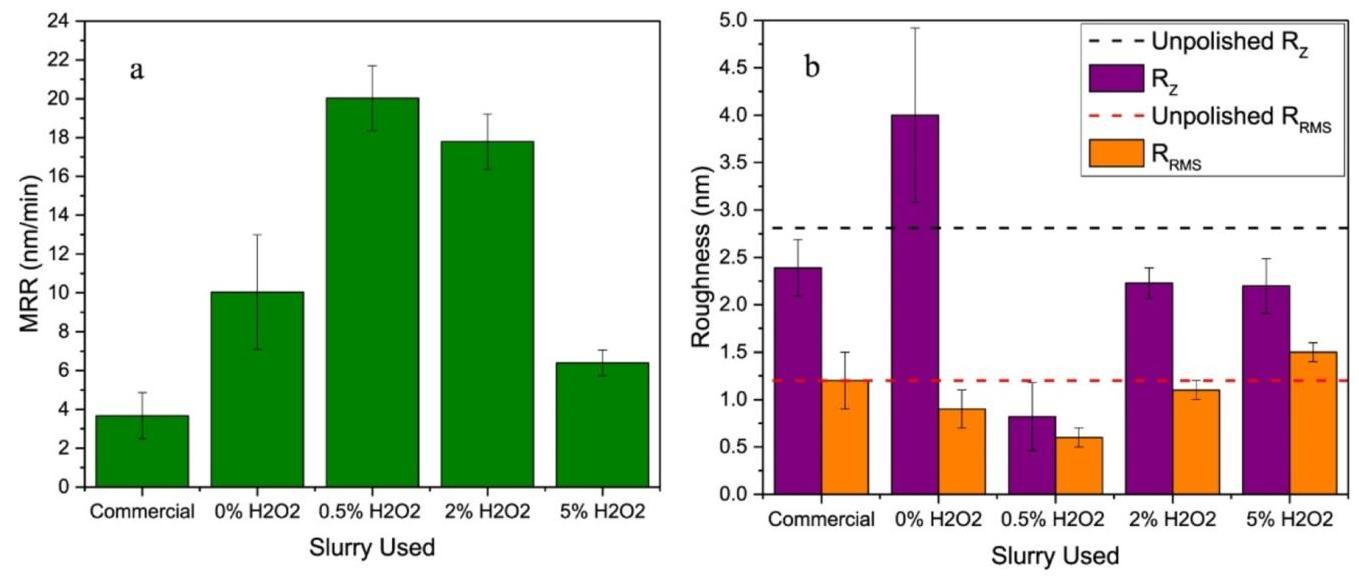 a
24
22
20
18
16
14
12
10
8
6
4
2
0
MRR (nm/min)
Commercial 0% H2O2 0.5% H2O2 2% H2O2 5% H2O2
Slurry Used
b
5.0
4.5
4.0
3.5
3.0
2.5
2.0
1.5
1.0
0.5
0.0
Roughness (nm)
Unpolished RZ
RZ
Unpolished RRMS
RRMS
Commercial 0% H2O2 0.5% H2O2 2% H2O2 5% H2O2
Slurry Used